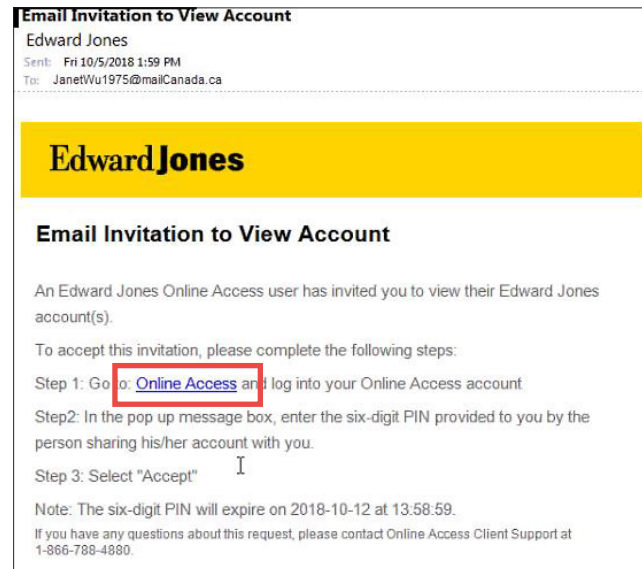 Email Invitation to View Account
Edward Jones
Sent: Fri 10/5/2018 1:59 PM
To: JanetWu1975@mailCanada.ca
Edward Jones
Email Invitation to View Account
An Edward Jones Online Access user has invited you to view their Edward Jones
account(s).
To accept this invitation, please complete the following steps:
Step 1: Go to: Online Access and log into your Online Access account
Step2: In the pop up message box, enter the six-digit PIN provided to you by the
person sharing his/her account with you.
Step 3: Select "Accept"
Note: The six-digit PIN will expire on 2018-10-12 at 13:58:59.
If you have any questions about this request, please contact Online Access Client Support at
1-866-788-4880.